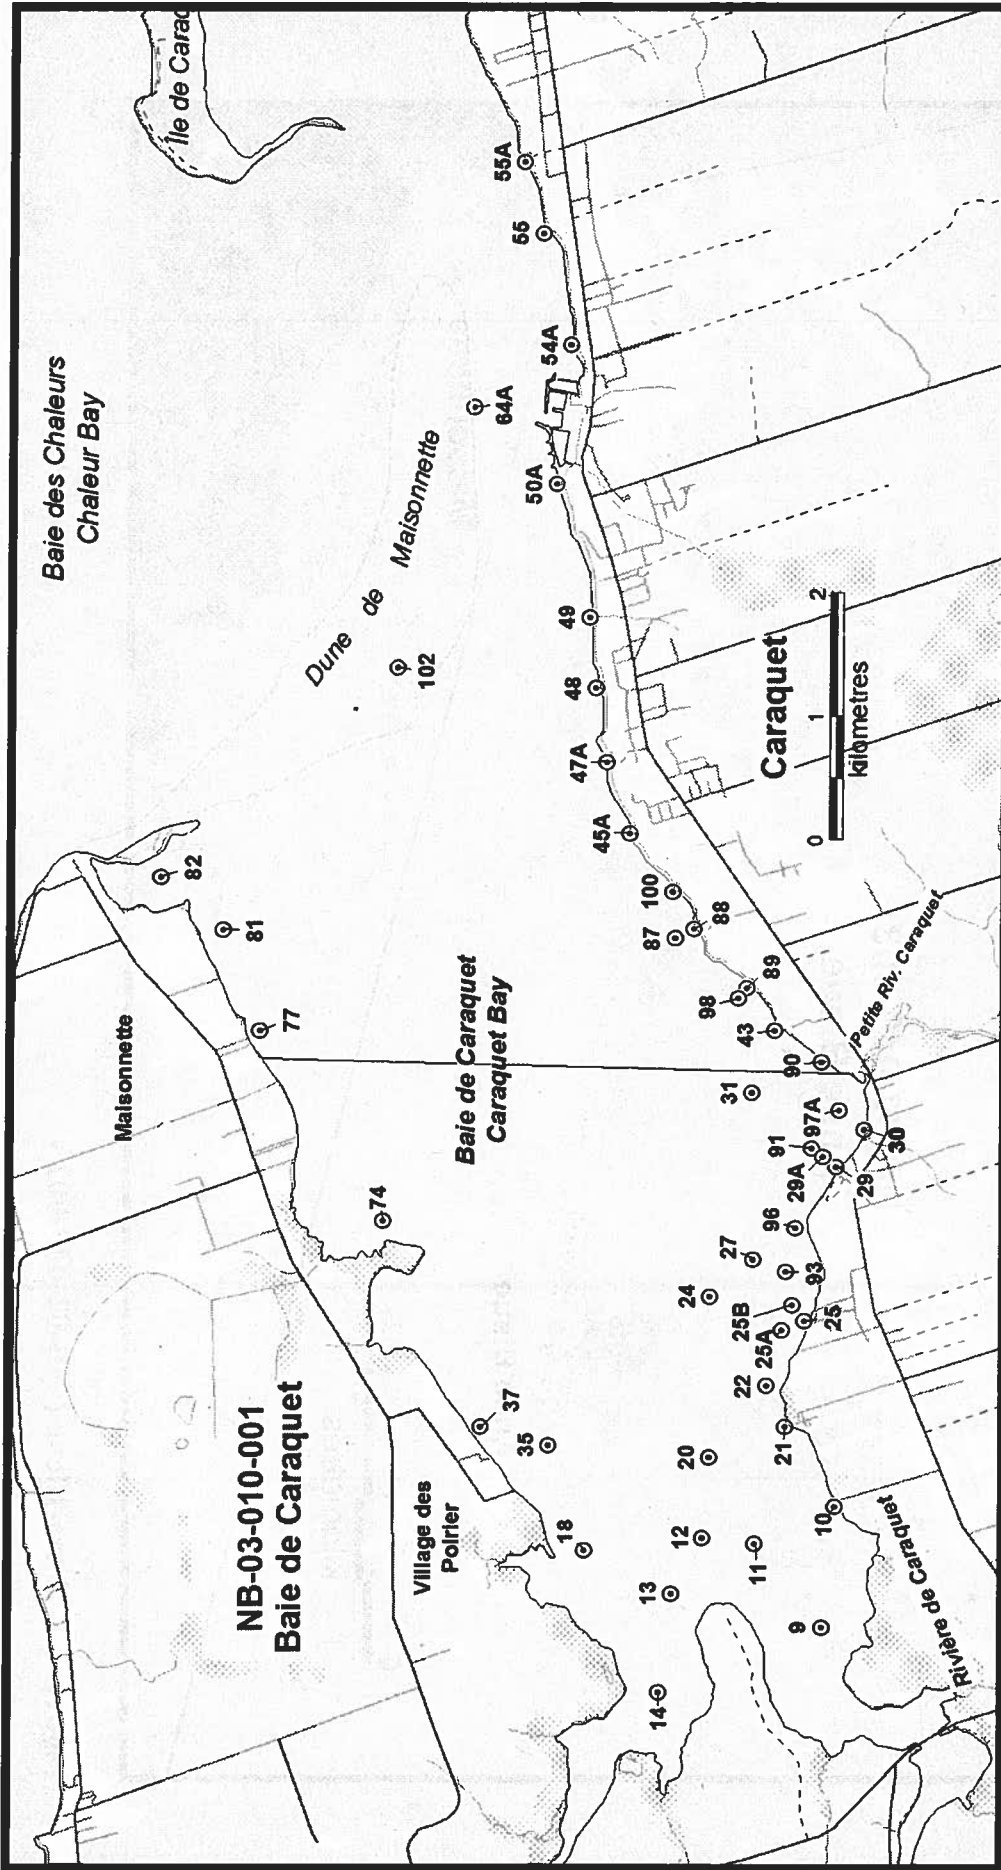 NB-03-010-001
Baie de Caraquet
Baie des Chaleurs
Chaleur Bay
Île de Caraq
Maisonnette
Village des
Poirier
Dune de Maisonnette
Baie de Caraquet
Caraquet Bay
Caraquet
0 1 2
kilometres
Petite Riv. Caraquet
Rivière de Caraquet
82
81
77
74
37
35
18
14
13
12
11
9
10
20
21
22
24
25A
25B
25
27
93
96
29A
91
29
97A
30
31
90
43
98
89
87
88
100
45A
47A
48
49
50A
102
64A
54A
55
55A